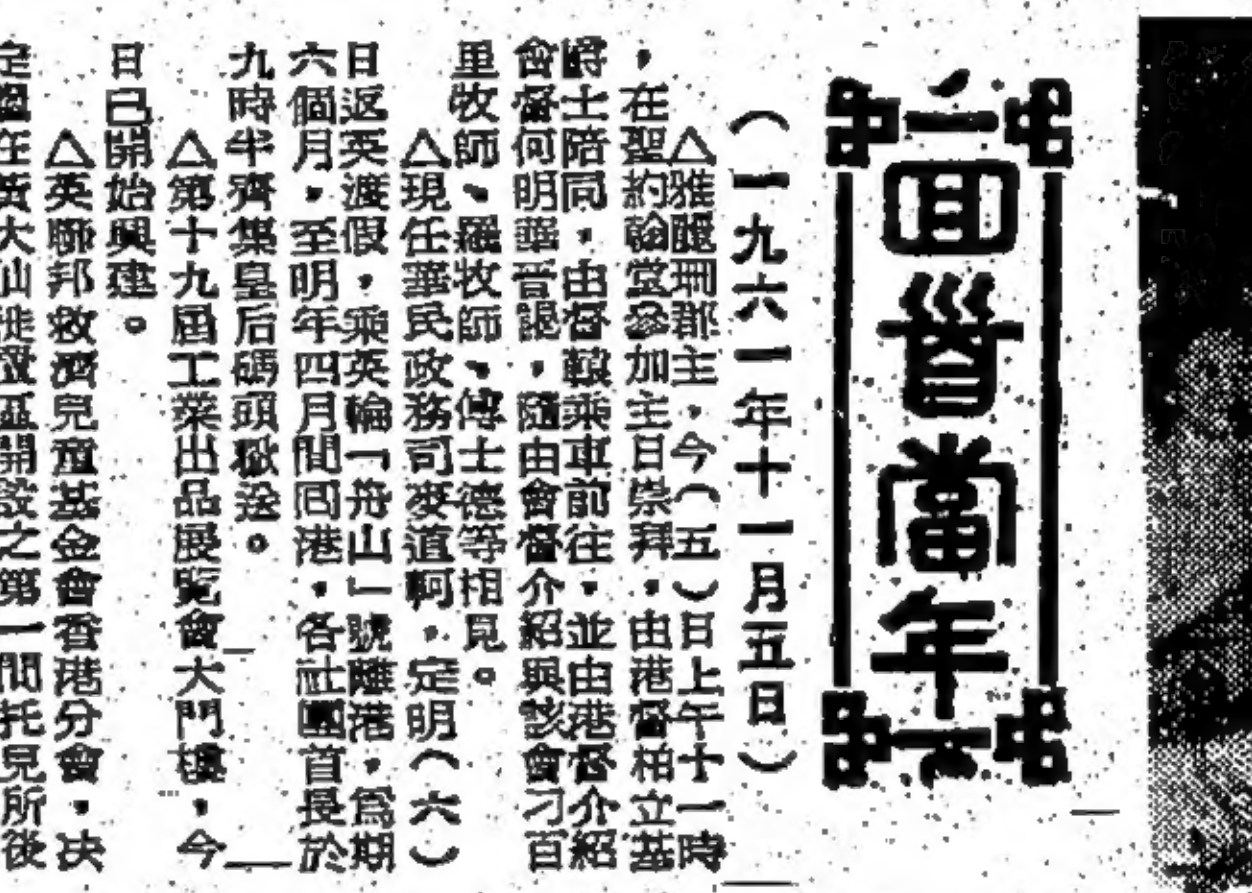 回首當年
（一九六一年十一月五日）
△雅麗珊郡主，今（五）日上午十一時
，在聖約翰堂參加主日崇拜，由港督柏立基
爵士陪同，由督轅乘車前往，並由港督介紹
會督何明華晋謁，隨由會督介紹與該會刁百
里牧師、羅牧師、傅士德等相見。
△現任華民政務司麥道軻，定明（六）
日返英渡假，乘英輪「舟山」號離港，爲期
六個月，至明年四月間囘港，各社團首長於
九時半齊集皇后碼頭歡送。
△第十九屆工業出品展覽會大門樓，今
日已開始興建。
△英聯邦救濟兒童基金會香港分會，决
定在黃大仙徙置區開設之第一間托兒所後